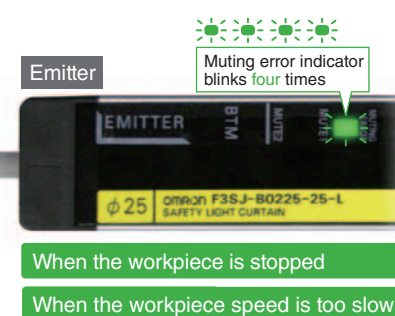 Muting error indicator
blinks four times
Emitter
EMITTER
BTM
MUTE2
MUTE1
MUTING
φ25
OMRON F3SJ-B0225-25-L
SAFETY LIGHT CURTAIN
When the workpiece is stopped
When the workpiece speed is too slow